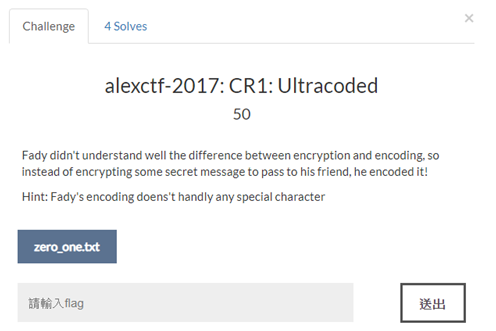 ×
Challenge
4 Solves
alexctf-2017: CR1: Ultracoded
50
Fady didn't understand well the difference between encryption and encoding, so
instead of encrypting some secret message to pass to his friend, he encoded it!
Hint: Fady's encoding doens't handly any special character
zero_one.txt
請輸入flag
送出